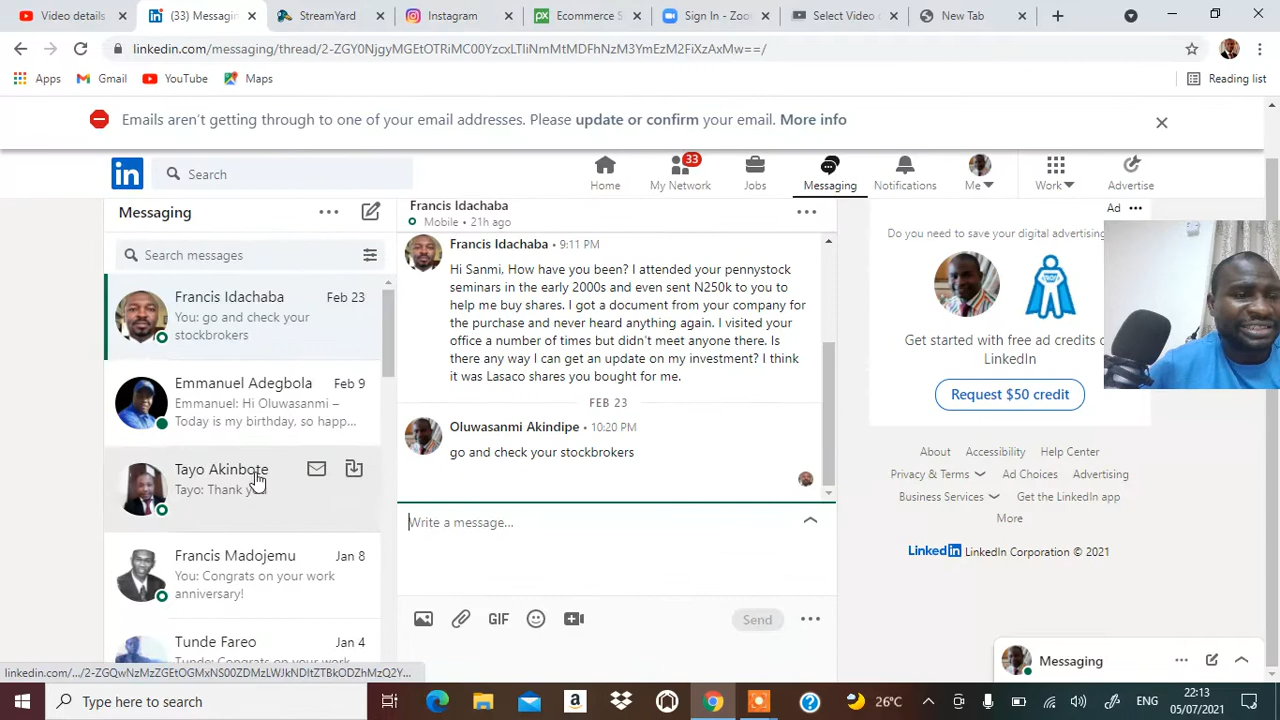 Video details
(33) Messaging
StreamYard
Instagram
Ecommerce S
Sign In - Zoo
Select Video
New Tab
linkedin.com/messaging/thread/2-ZGY0NjgyMGEtOTRiMC00YzcxLTliNmMtMDFhNzM3YmEzM2FiXzAxMw==/
Apps
Gmail
YouTube
Maps
Reading list
Emails aren't getting through to one of your email addresses. Please update or confirm your email. More info
in
Search
Home
33
My Network
Jobs
Messaging
Notifications
Me
Work
Advertise
Messaging
Search messages
Francis Idachaba
Feb 23
You: go and check your
stockbrokers
Emmanuel Adegbola
Feb 9
Emmanuel: Hi Oluwasanmi –
Today is my birthday, so happ...
Tayo Akinbote
Tayo: Thank
Francis Madojemu
Jan 8
You: Congrats on your work
anniversary!
Tunde Fareo
Jan 4
Tunde: Congrats on your work
Francis Idachaba
Mobile • 21h ago
Francis Idachaba • 9:11 PM
Hi Sanmi, How have you been? I attended your pennystock
seminars in the early 2000s and even sent N250k to you to
help me buy shares. I got a document from your company for
the purchase and never heard anything again. I visited your
office a number of times but didn't meet anyone there. Is
there any way I can get an update on my investment? I think
it was Lasaco shares you bought for me.
FEB 23
Oluwasanmi Akindipe • 10:20 PM
go and check your stockbrokers
Write a message...
GIF
Send
Ad
Do you need to save your digital advertising
Get started with free ad credits
LinkedIn
Request $50 credit
About
Accessibility
Help Center
Privacy & Terms
Ad Choices
Advertising
Business Services
Get the LinkedIn app
More
Linked in LinkedIn Corporation © 2021
Messaging
Type here to search
26°C
ENG
22:13
05/07/2021